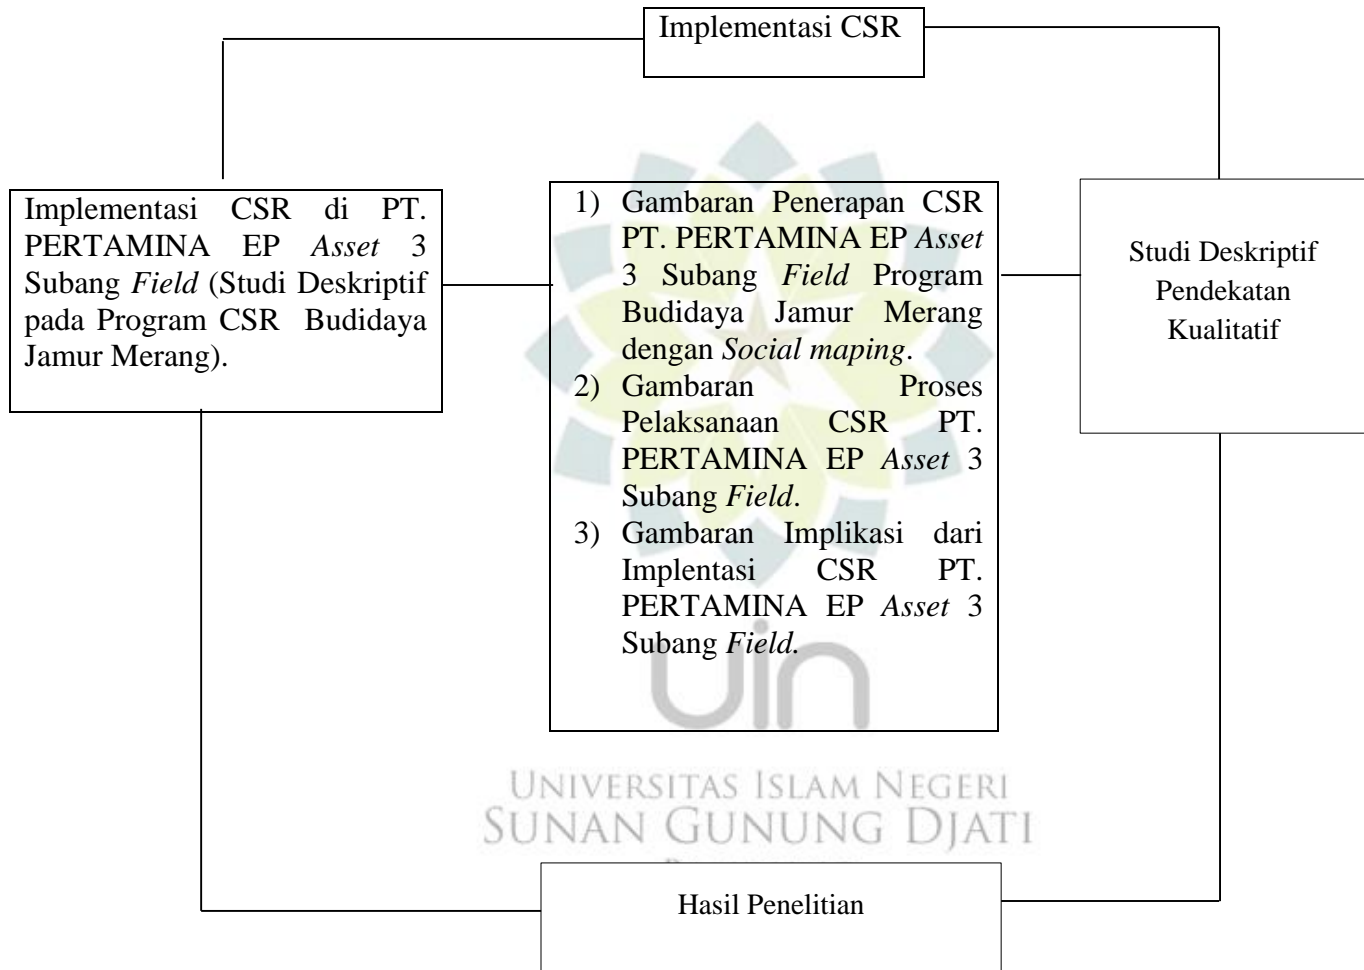 Implementasi CSR
Implementasi CSR di PT.
PERTAMINA EP Asset 3
Subang Field (Studi Deskriptif
pada Program CSR Budidaya
Jamur Merang).
1) Gambaran Penerapan CSR
PT. PERTAMINA EP Asset
3 Subang Field Program
Budidaya Jamur Merang
dengan Social maping.
2) Gambaran Proses
Pelaksanaan CSR PT.
PERTAMINA EP Asset 3
Subang Field.
3) Gambaran Implikasi dari
Implentasi CSR PT.
PERTAMINA EP Asset 3
Subang Field.
Studi Deskriptif
Pendekatan
Kualitatif
uin
UNIVERSITAS ISLAM NEGERI
SUNAN GUNUNG DJATI
Hasil Penelitian